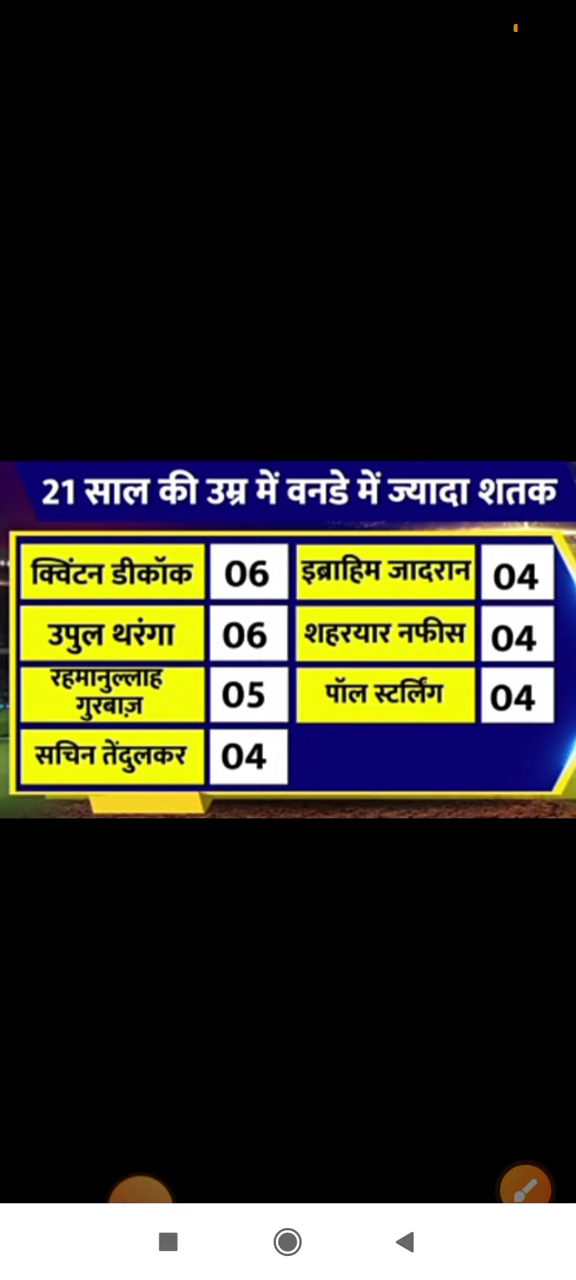 21 साल की उम्र में वनडे में ज्यादा शतक
क्विंटन डीकॉक 06 इब्राहिम जादरान 04
उपुल थरंगा 06 शहरयार नफीस 04
रहमानुल्लाह
गुरबाज़ 05 पॉल स्टर्लिंग 04
सचिन तेंदुलकर 04